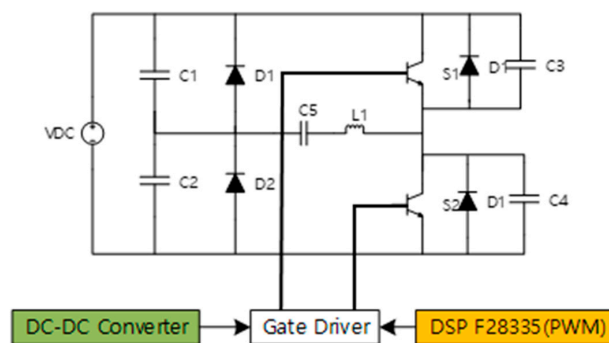 C1
D1
S1
D1
C3
C5
L1
VDC
C2
D2
S2
D1
C4
DC-DC Converter
Gate Driver
DSP F28335(PWM)